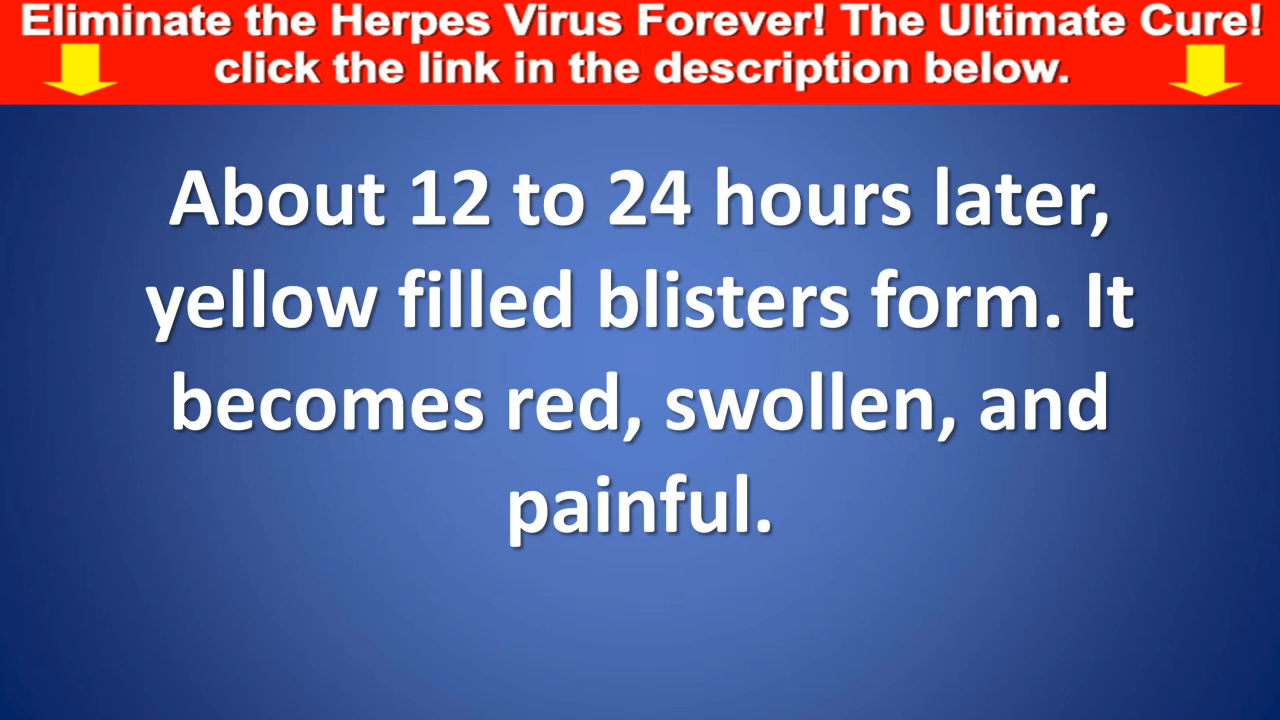 Eliminate the Herpes Virus Forever! The Ultimate Cure!
click the link in the description below.
About 12 to 24 hours later,
yellow filled blisters form. It
becomes red, swollen, and
painful.